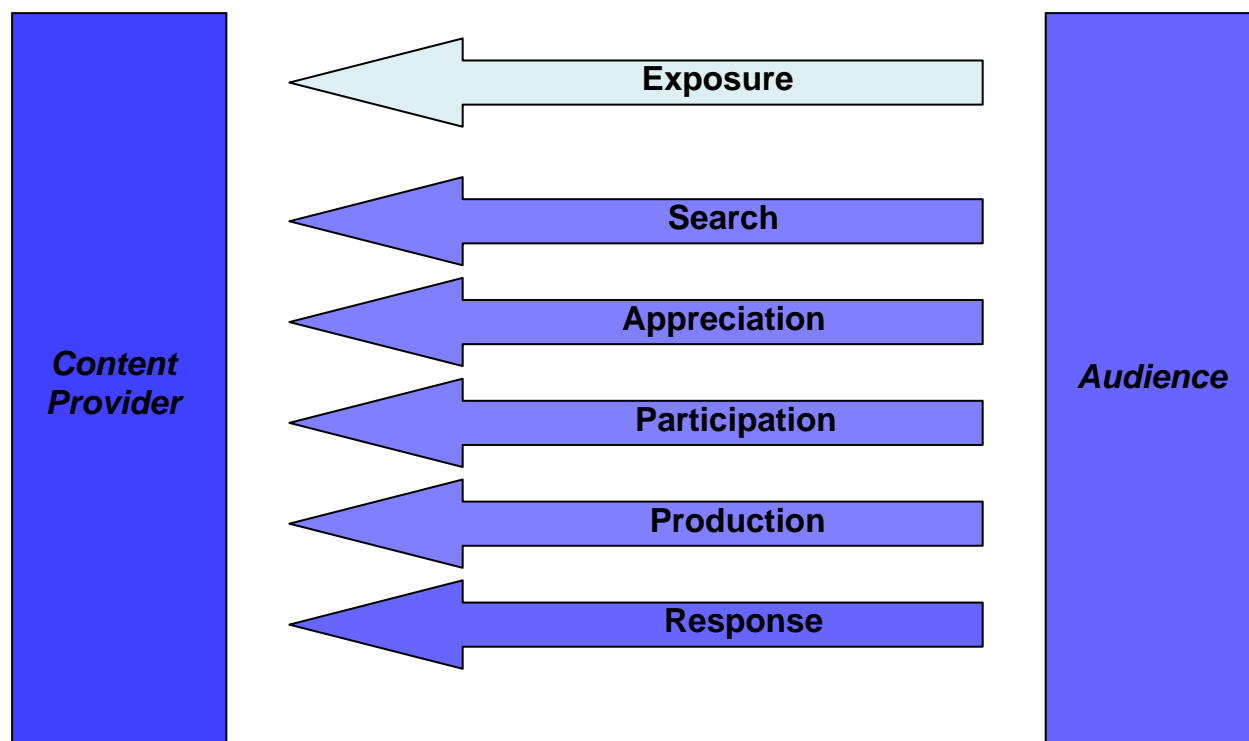 Exposure
Search
Appreciation
Content
Provider
Audience
Participation
Production
Response